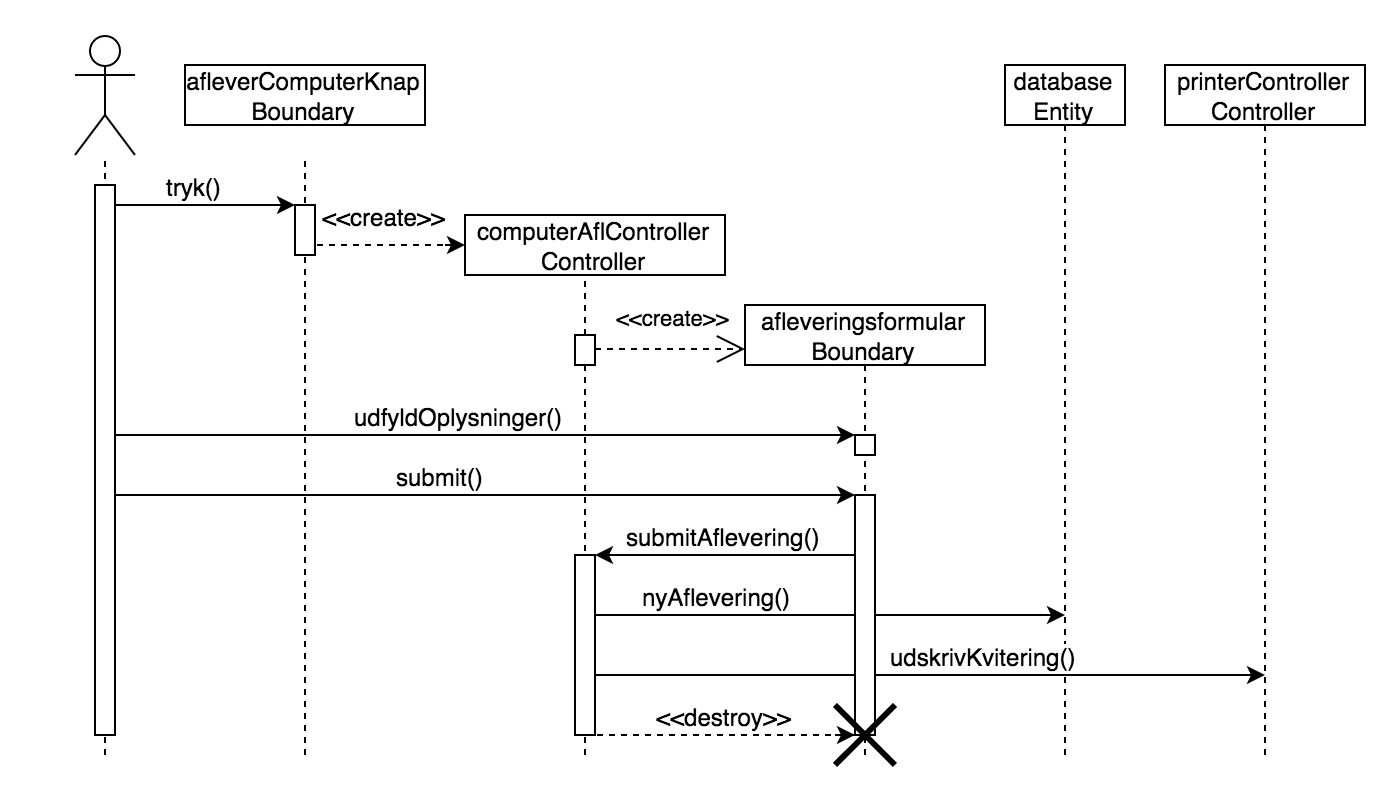 afleverComputerKnap
Boundary
database
Entity
printerController
Controller
tryk()
<<create>>
computerAflController
Controller
<<create>>
afleveringsformular
Boundary
udfyldOplysninger()
submit()
submitAflevering()
nyAflevering()
udskrivKvitering()
<<destroy>>